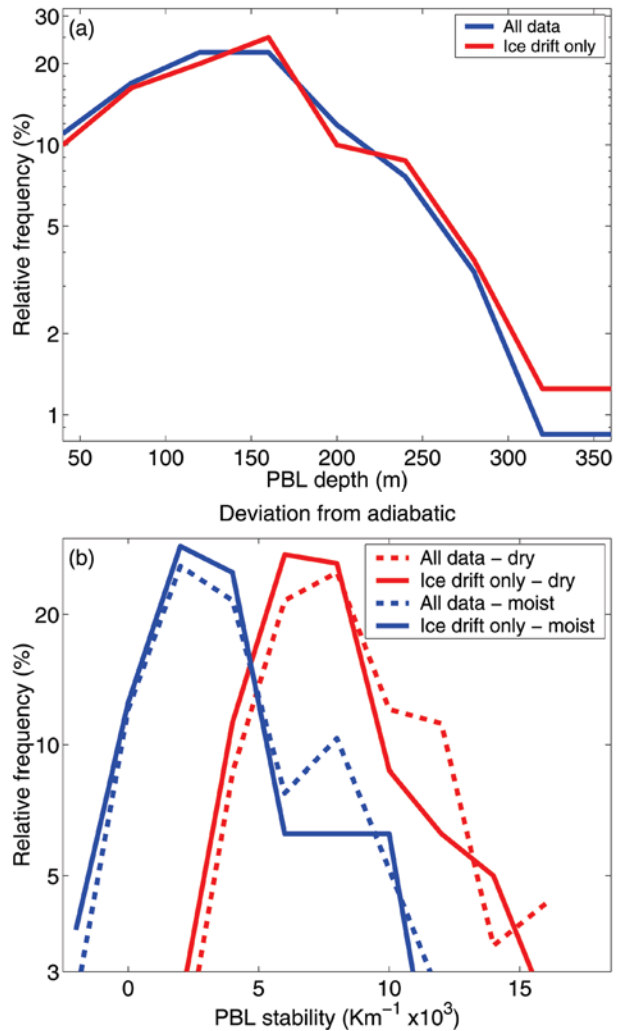 (a)
All data
Ice drift only
30
20
10
5
2
1
Relative frequency (%)
50 100 150 200 250 300 350
PBL depth (m)
Deviation from adiabatic
(b)
All data – dry
Ice drift only – dry
All data – moist
Ice drift only – moist
20
10
5
3
Relative frequency (%)
0 5 10 15
PBL stability (Km⁻¹ x10³)